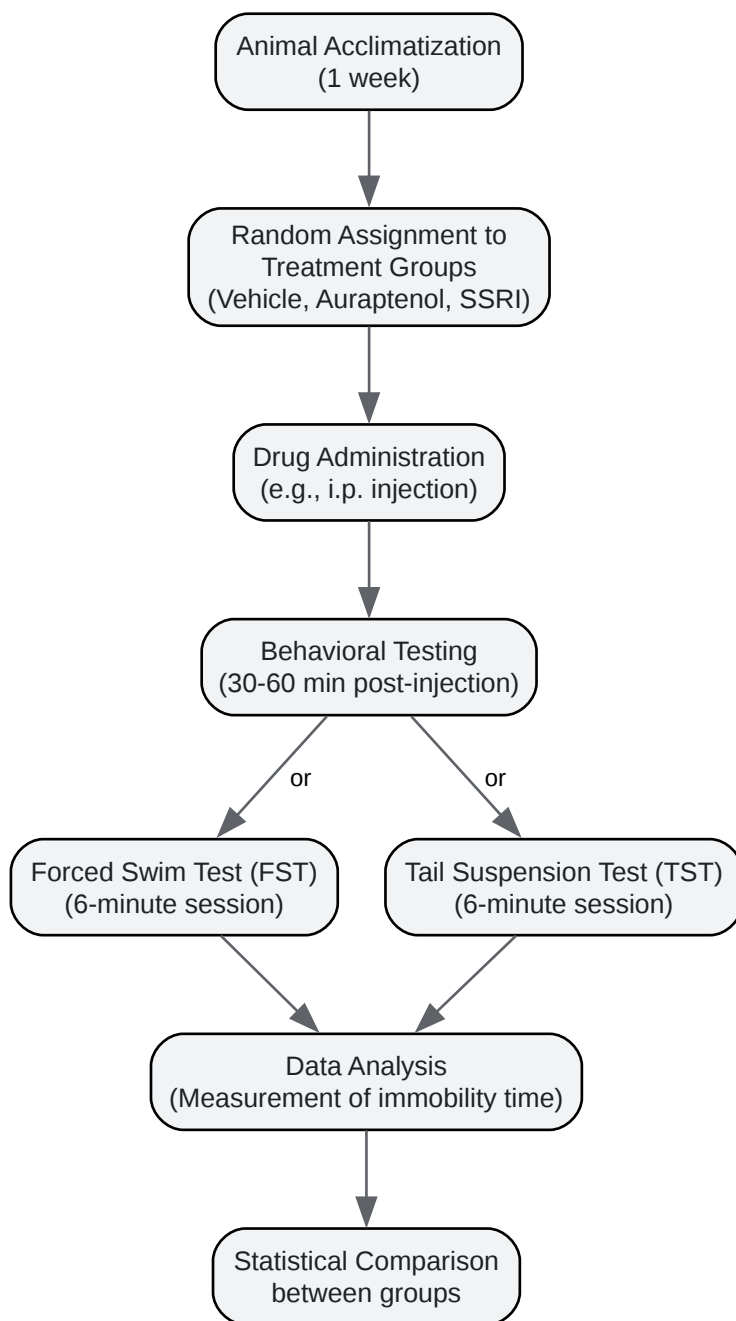 Animal Acclimatization
(1 week)
Random Assignment to
Treatment Groups
(Vehicle, Auraptenol, SSRI)
Drug Administration
(e.g., i.p. injection)
Behavioral Testing
(30-60 min post-injection)
or
or
Forced Swim Test (FST)
(6-minute session)
Tail Suspension Test (TST)
(6-minute session)
Data Analysis
(Measurement of immobility time)
Statistical Comparison
between groups